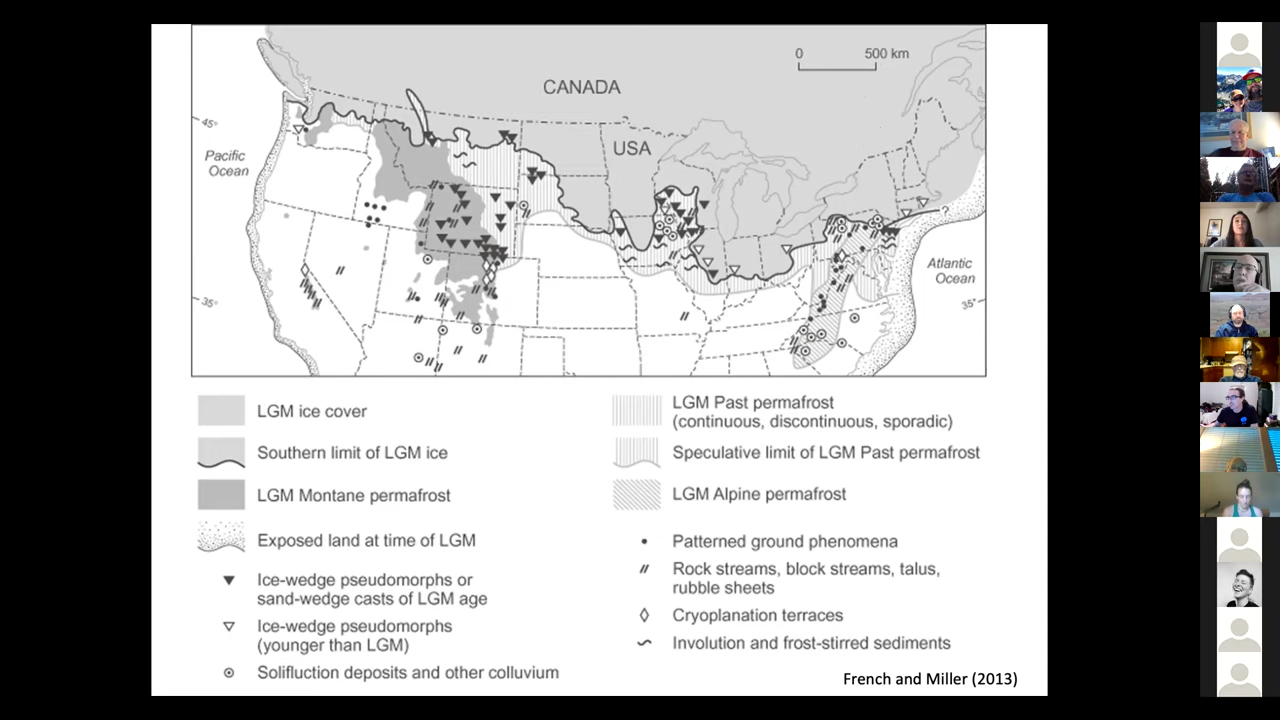 0 500 km
CANADA
45°
USA
Pacific
Ocean
?
Atlantic
Ocean
35°
35°
LGM ice cover
Southern limit of LGM ice
LGM Montane permafrost
Exposed land at time of LGM
Ice-wedge pseudomorphs or
sand-wedge casts of LGM age
Ice-wedge pseudomorphs
(younger than LGM)
Solifluction deposits and other colluvium
LGM Past permafrost
(continuous, discontinuous, sporadic)
Speculative limit of LGM Past permafrost
LGM Alpine permafrost
Patterned ground phenomena
Rock streams, block streams, talus,
rubble sheets
Cryoplanation terraces
Involution and frost-stirred sediments
French and Miller (2013)